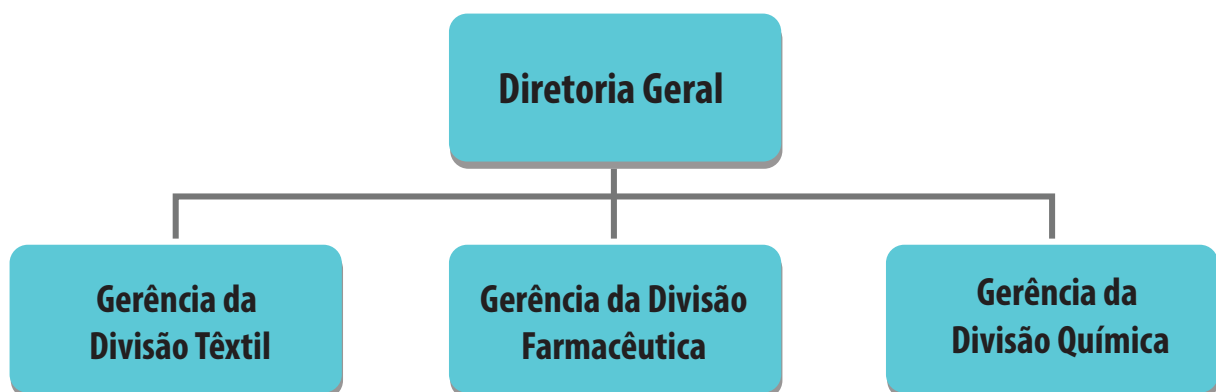 Diretoria Geral
Gerência da
Divisão Têxtil
Gerência da Divisão
Farmacêutica
Gerência da
Divisão Química